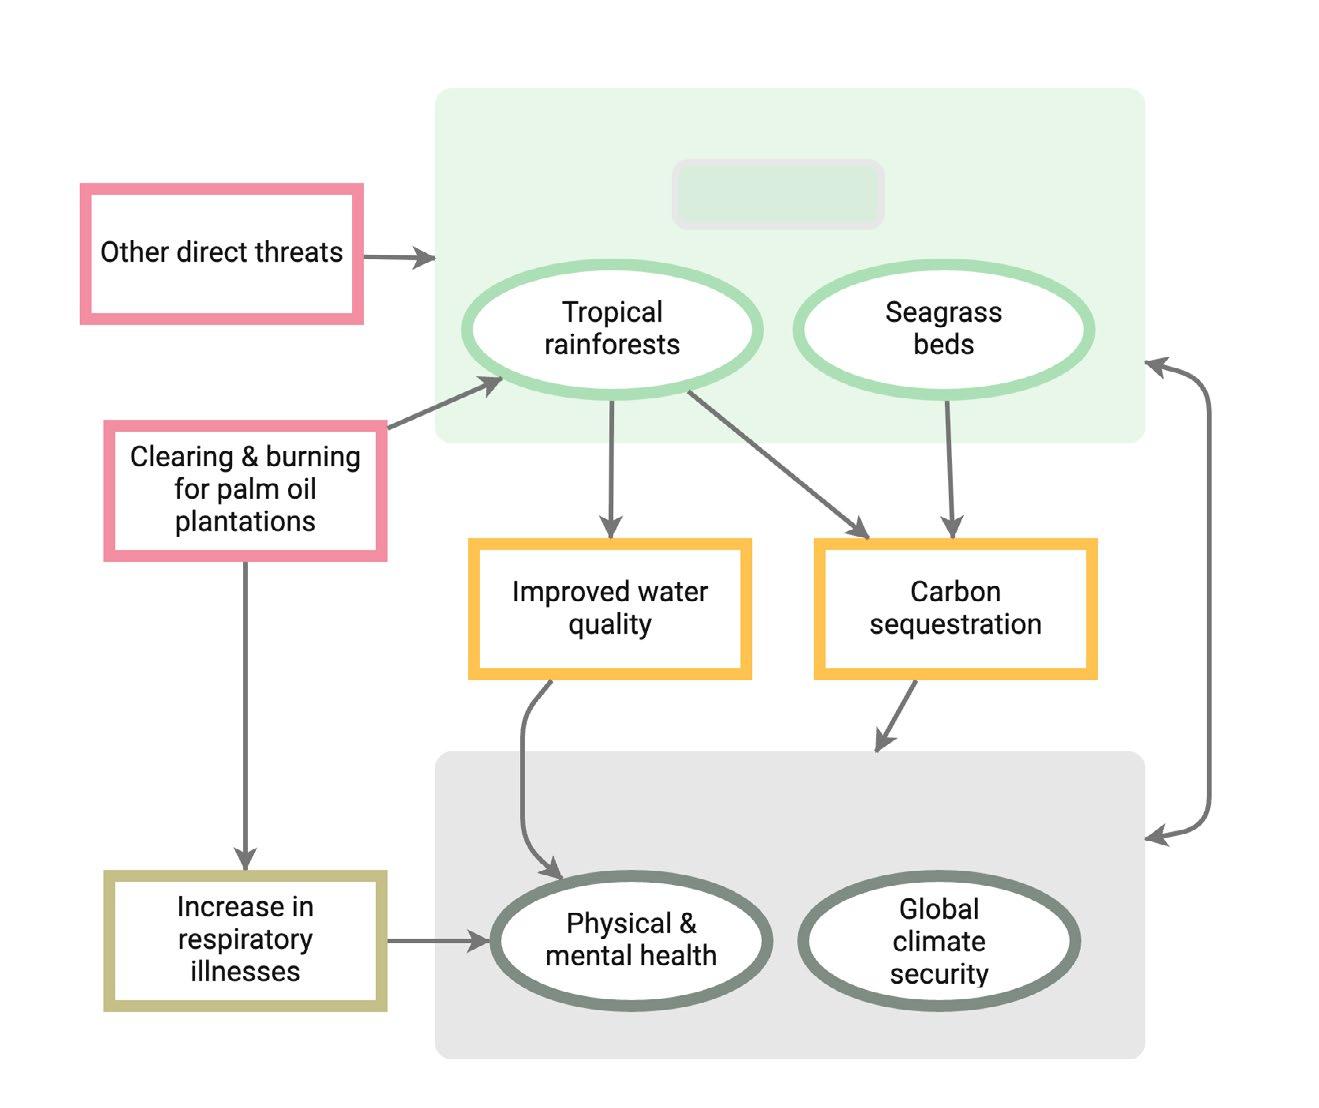 Other direct threats
Tropical
rainforests
Seagrass
beds
Clearing & burning
for palm oil
plantations
Improved water
quality
Carbon
sequestration
Increase in
respiratory
illnesses
Physical &
mental health
Global
climate
security